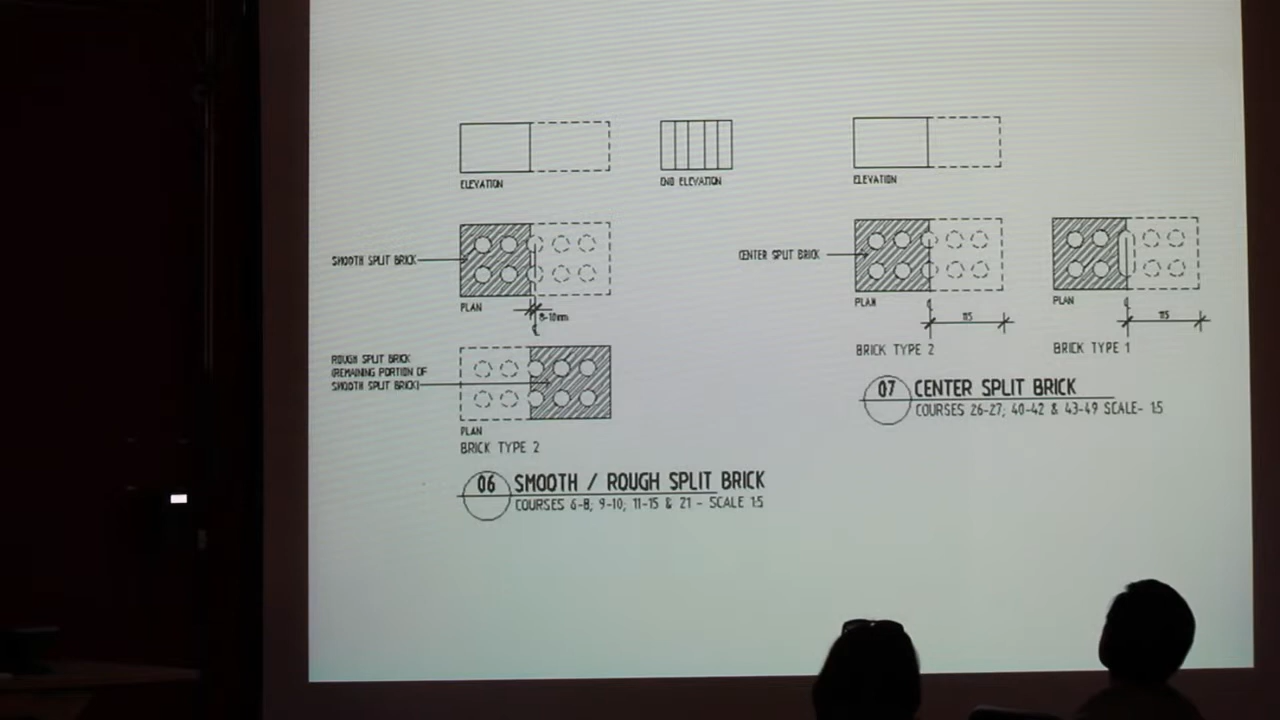 ELEVATION
END ELEVATION
ELEVATION
SMOOTH SPLIT BRICK
PLAN
8-10mm
ROUGH SPLIT BRICK
(REMAINING PORTION OF
SMOOTH SPLIT BRICK)
PLAN
BRICK TYPE 2
06 SMOOTH / ROUGH SPLIT BRICK
COURSES 6-8; 9-10; 11-15 & 21 - SCALE 1:5
CENTER SPLIT BRICK
PLAN
115
BRICK TYPE 2
PLAN
115
BRICK TYPE 1
07 CENTER SPLIT BRICK
COURSES 26-27; 40-42 & 43-49 SCALE- 1:5